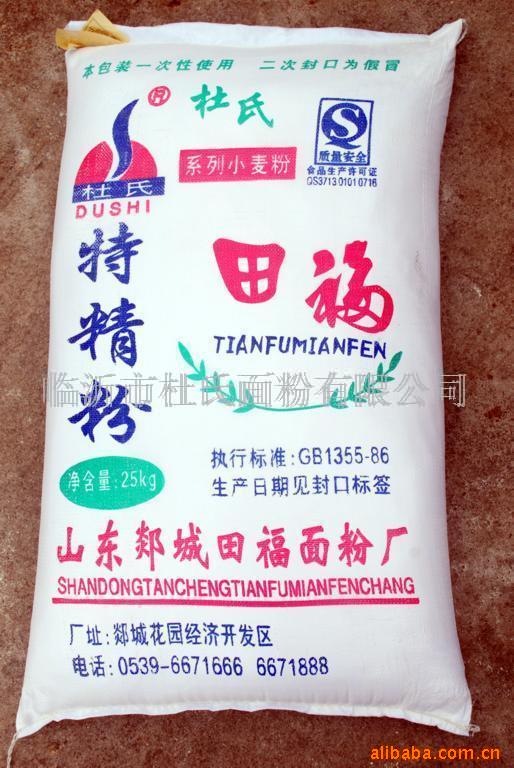 本包装一次性使用 二次封口为假冒
杜氏
DUSHI
杜氏
系列小麦粉
质量安全
食品生产许可证
QS3713 0101 0716
特精粉
田福
TIANFUMIANFEN
临沂市杜氏面粉有限公司
执行标准:GB1355-86
生产日期见封口标签
净含量:25kg
山东郯城田福面粉厂
SHANDONGTANCHENGTIANFUMIANFENCHANG
厂址:郯城花园经济开发区
电话:0539-6671666 6671888
alibaba.com.cn